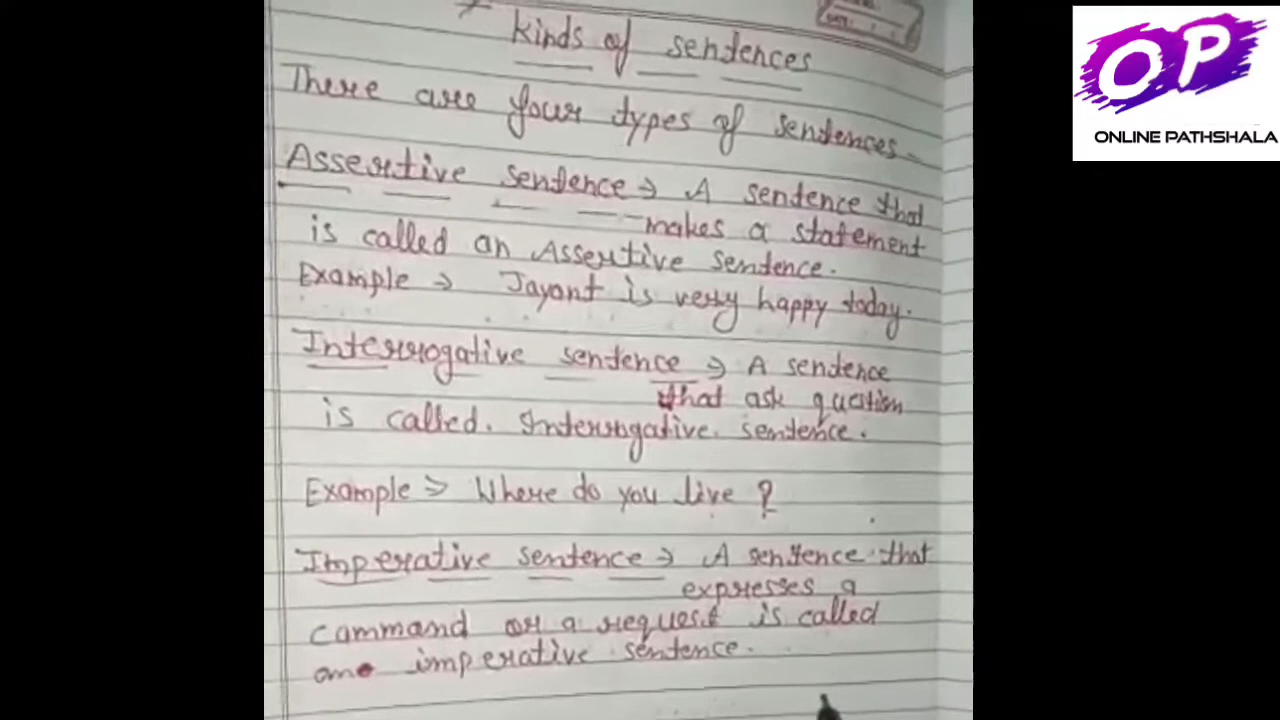 Kinds of sentences
There are four types of sentences.
Assertive sentence → A sentence that
makes a statement
is called an Assertive sentence.
Example → Jayant is very happy today.
Interrogative sentence → A sentence
that ask question
is called. Interrogative. sentence.
Example → Where do you live ?
Imperative sentence → A sentence that
expresses a
command or a request is called
an imperative sentence.
OP
ONLINE PATHSHALA